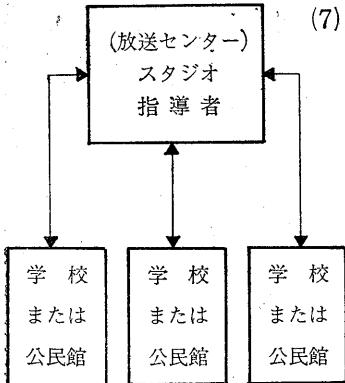 (7)
(放送センター)
スタジオ
指導者
学校
または
公民館
学校
または
公民館
学校
または
公民館